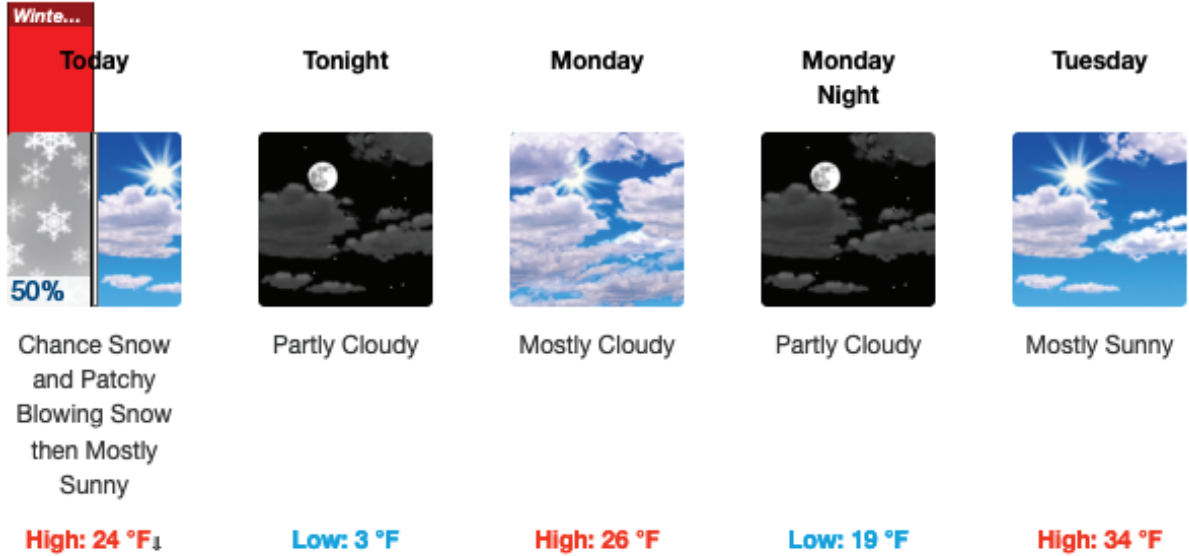 Winte...
Today
Tonight
Monday
Monday
Night
Tuesday
50%
Chance Snow
and Patchy
Blowing Snow
then Mostly
Sunny
Partly Cloudy
Mostly Cloudy
Partly Cloudy
Mostly Sunny
High: 24 °F⇓
Low: 3 °F
High: 26 °F
Low: 19 °F
High: 34 °F